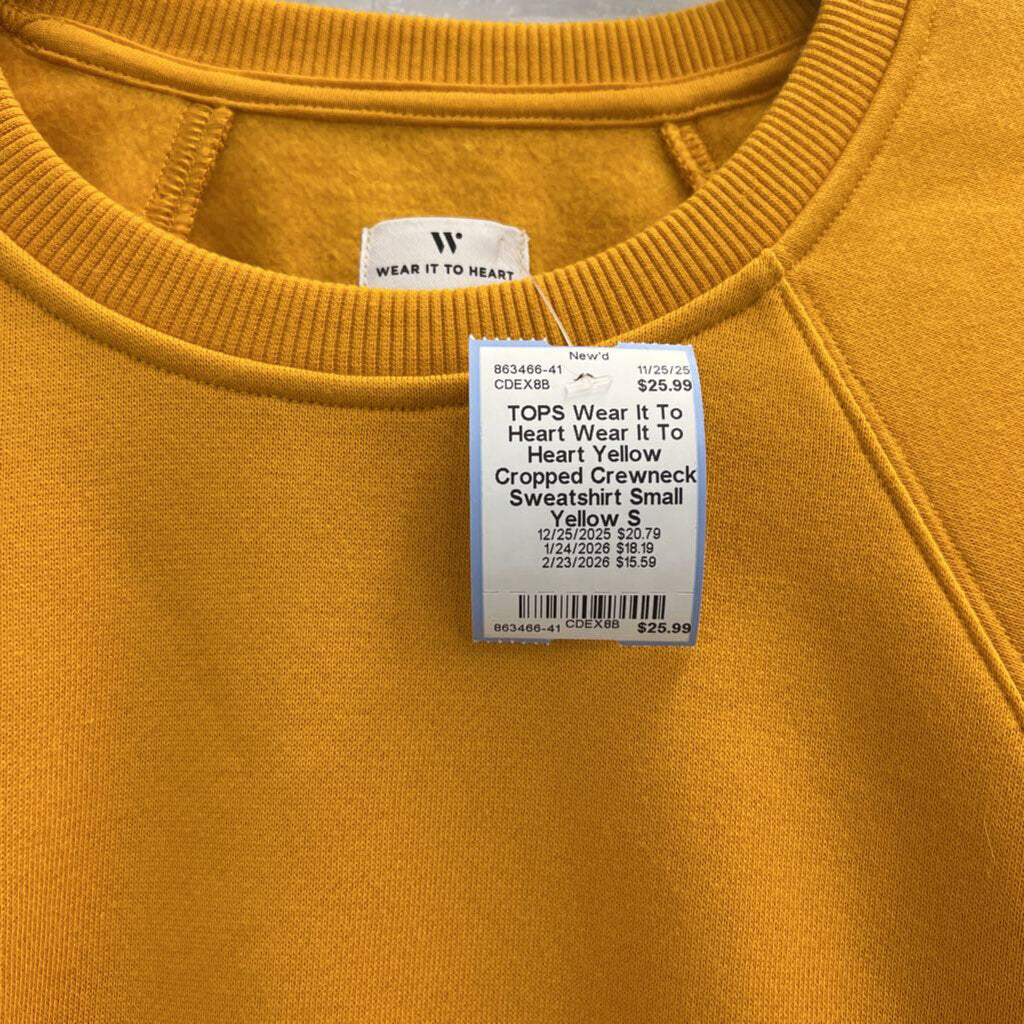 W
WEAR IT TO HEART
New'd
863466-41 11/25/25
CDEX8B $25.99
TOPS Wear It To
Heart Wear It To
Heart Yellow
Cropped Crewneck
Sweatshirt Small
Yellow S
12/25/2025 $20.79
1/24/2026 $18.19
2/23/2026 $15.59
863466-41 CDEX8B $25.99